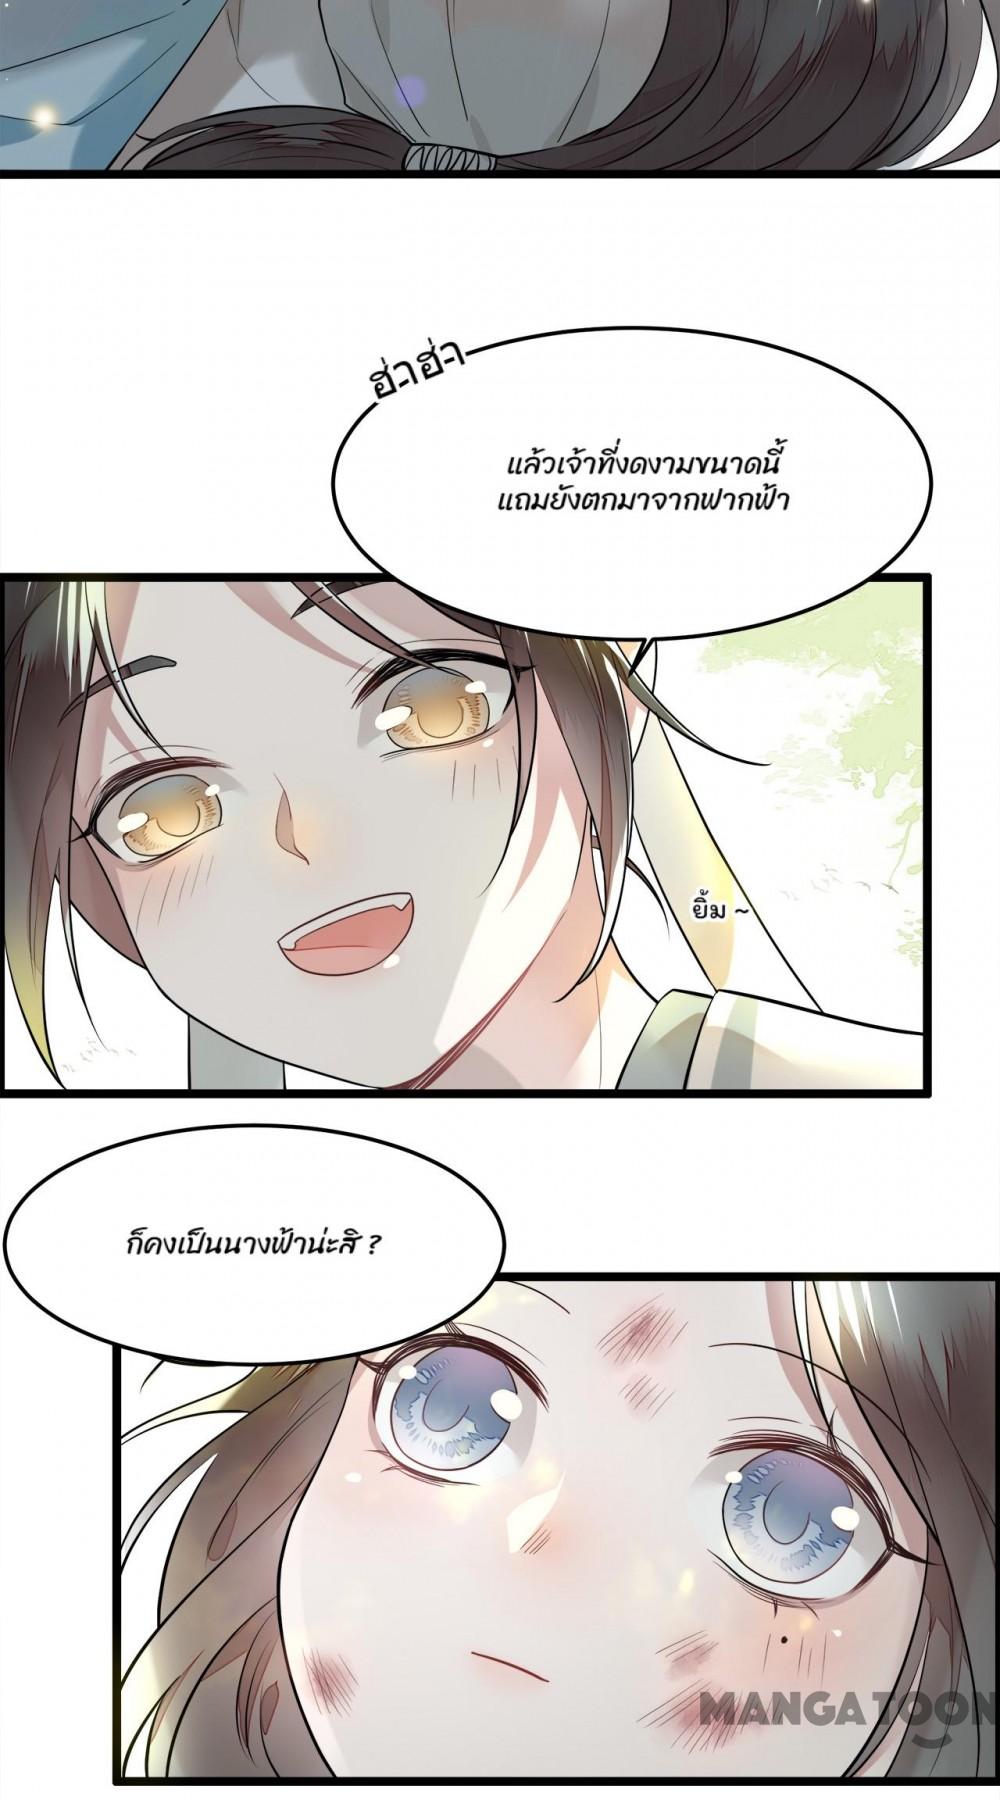 ฮ่าฮ่า
แล้วเจ้าที่งดงามขนาดนี้
แถมยังตกมาจากฟากฟ้า
ยิ้ม ~
ก็คงเป็นนางฟ้าน่ะสิ ?
MANGA TOON